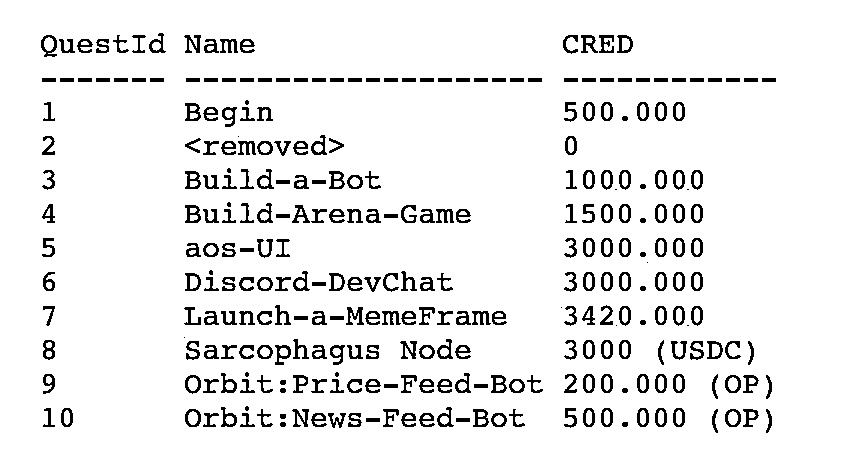 QuestId Name                 CRED
------- -------------------- ------------
1       Begin                500.000
2       <removed>            0
3       Build-a-Bot          1000.000
4       Build-Arena-Game     1500.000
5       aos-UI               3000.000
6       Discord-DevChat      3000.000
7       Launch-a-MemeFrame   3420.000
8       Sarcophagus Node     3000 (USDC)
9       Orbit:Price-Feed-Bot 200.000 (OP)
10      Orbit:News-Feed-Bot  500.000 (OP)